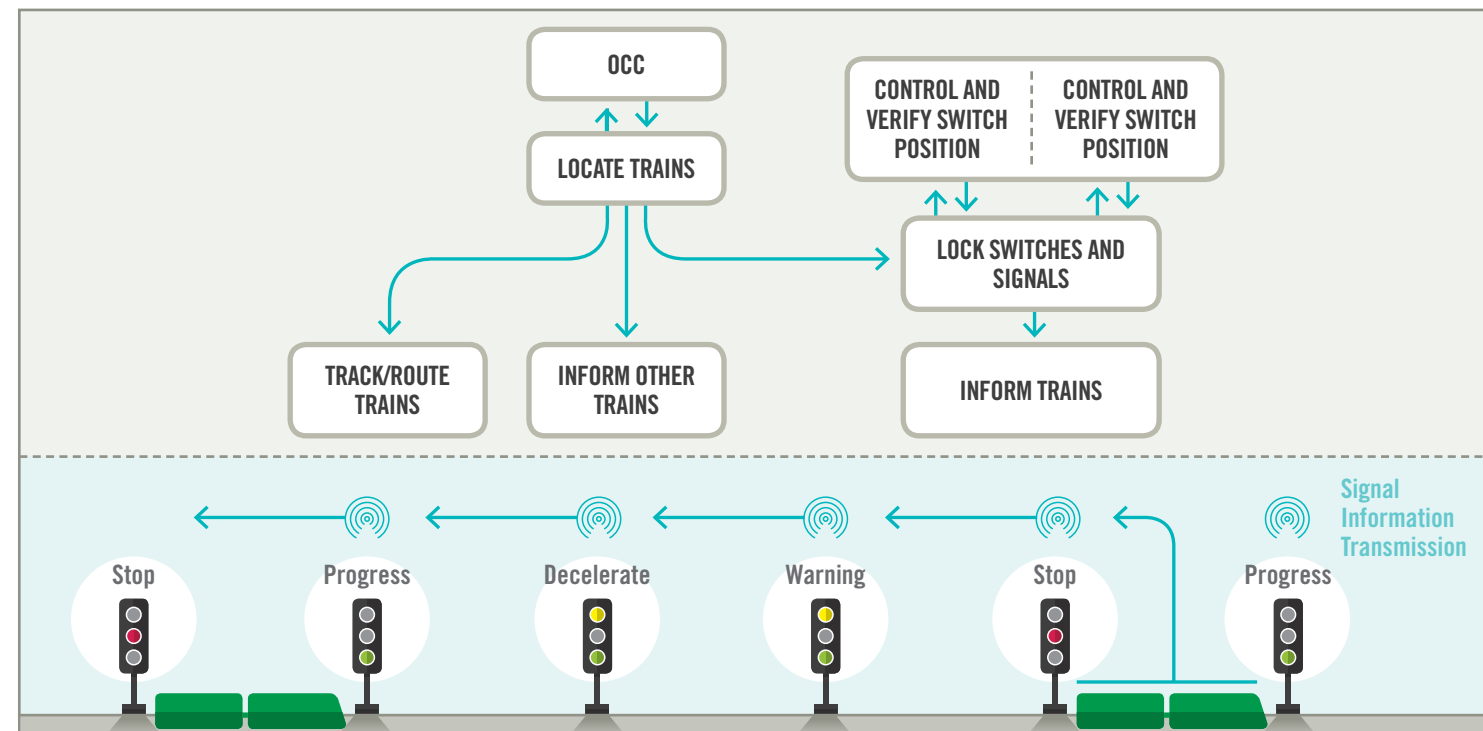 OCC
LOCATE TRAINS
CONTROL AND
VERIFY SWITCH
POSITION
CONTROL AND
VERIFY SWITCH
POSITION
LOCK SWITCHES AND
SIGNALS
TRACK/ROUTE
TRAINS
INFORM OTHER
TRAINS
INFORM TRAINS
Signal
Information
Transmission
Stop
Progress
Decelerate
Warning
Stop
Progress